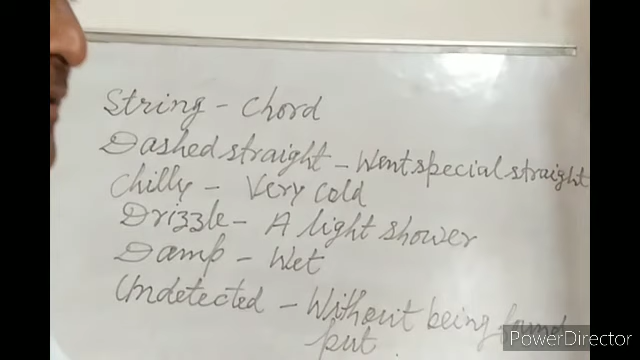 String - Chord
Dashed straight - Went special straight
Chilly - Very cold
Drizzle - A light shower
Damp - Wet
Undetected - Without being found
put.
PowerDirector